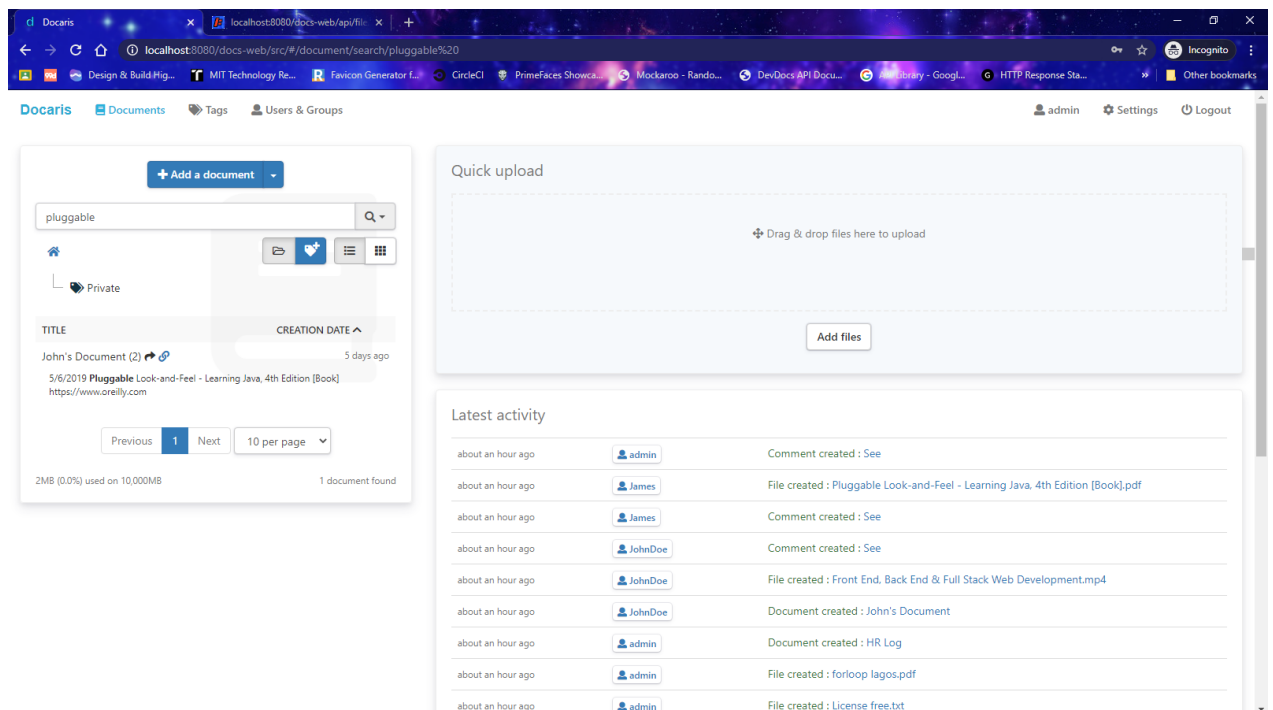 d Docaris × localhost:8080/docs-web/api/file × +
localhost:8080/docs-web/src/#/document/search/pluggable%20 Incognito
Design & Build Hig... MIT Technology Re... Favicon Generator f... CircleCI PrimeFaces Showca... Mockaroo - Rando... DevDocs API Docu... Library - Googl... HTTP Response Sta... » Other bookmarks
Docaris Documents Tags Users & Groups admin Settings Logout
Add a document
pluggable
Private
TITLE CREATION DATE
John's Document (2) 5 days ago
5/6/2019 Pluggable Look-and-Feel - Learning Java, 4th Edition [Book]
https://www.oreilly.com
Previous 1 Next 10 per page
2MB (0.0%) used on 10,000MB 1 document found
Quick upload
Drag & drop files here to upload
Add files
Latest activity
about an hour ago admin Comment created : See
about an hour ago James File created : Pluggable Look-and-Feel - Learning Java, 4th Edition [Book].pdf
about an hour ago James Comment created : See
about an hour ago JohnDoe Comment created : See
about an hour ago JohnDoe File created : Front End, Back End & Full Stack Web Development.mp4
about an hour ago JohnDoe Document created : John's Document
about an hour ago admin Document created : HR Log
about an hour ago admin File created : forloop lagos.pdf
about an hour ago admin File created : License free.txt